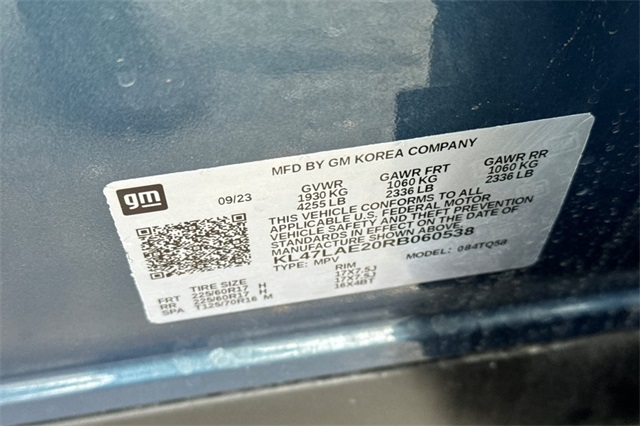 MFD BY GM KOREA COMPANY
gm
09/23 GVWR GAWR FRT GAWR RR
1930 KG 1060 KG 1060 KG
4255 LB 2336 LB 2336 LB
THIS VEHICLE CONFORMS TO ALL
APPLICABLE U.S. FEDERAL MOTOR
VEHICLE SAFETY AND THEFT PREVENTION
STANDARDS IN EFFECT ON THE DATE OF
MANUFACTURE SHOWN ABOVE.
KL47LAE20RB060538
TYPE: MPV MODEL: 084TQ58
TIRE SIZE RIM
FRT 225/60R17 H 17X7.5J
RR 225/60R17 H 17X7.5J
SPA T125/70R16 M 16X4BT